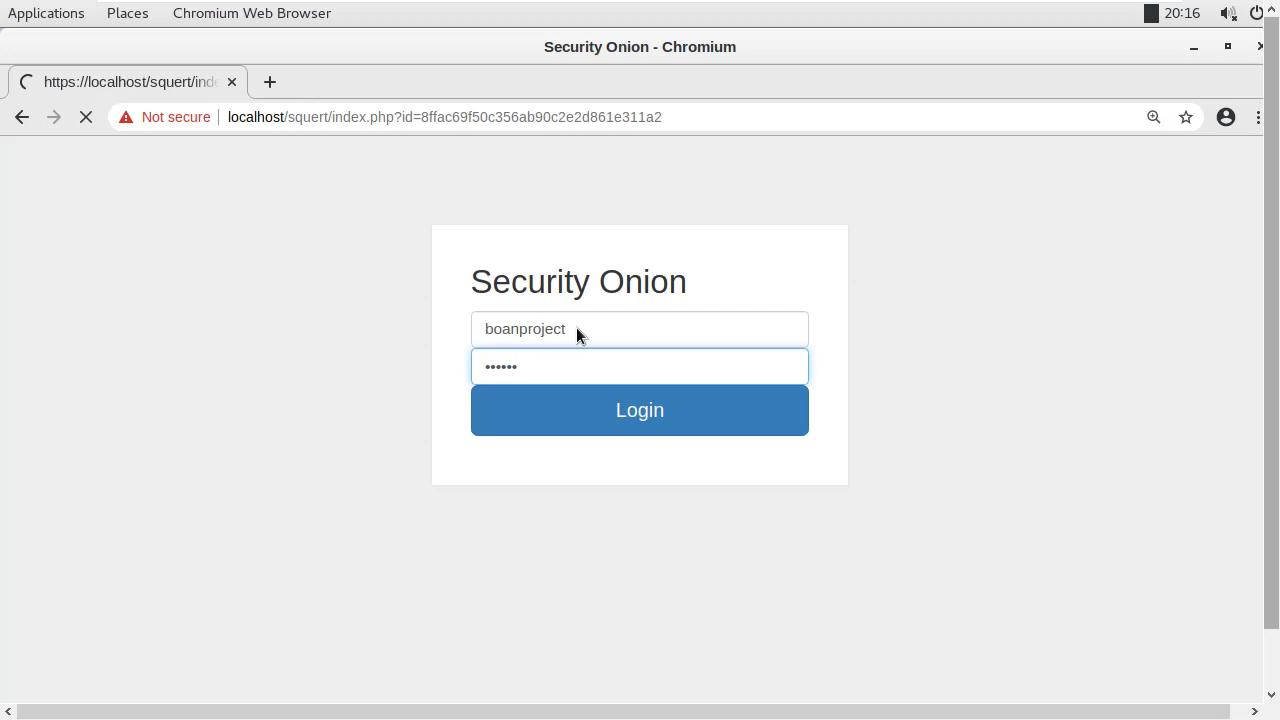 Applications Places Chromium Web Browser 20:16
Security Onion - Chromium
https://localhost/squert/inde
Not secure localhost/squert/index.php?id=8ffac69f50c356ab90c2e2d861e311a2
Security Onion
boanproject
••••••
Login